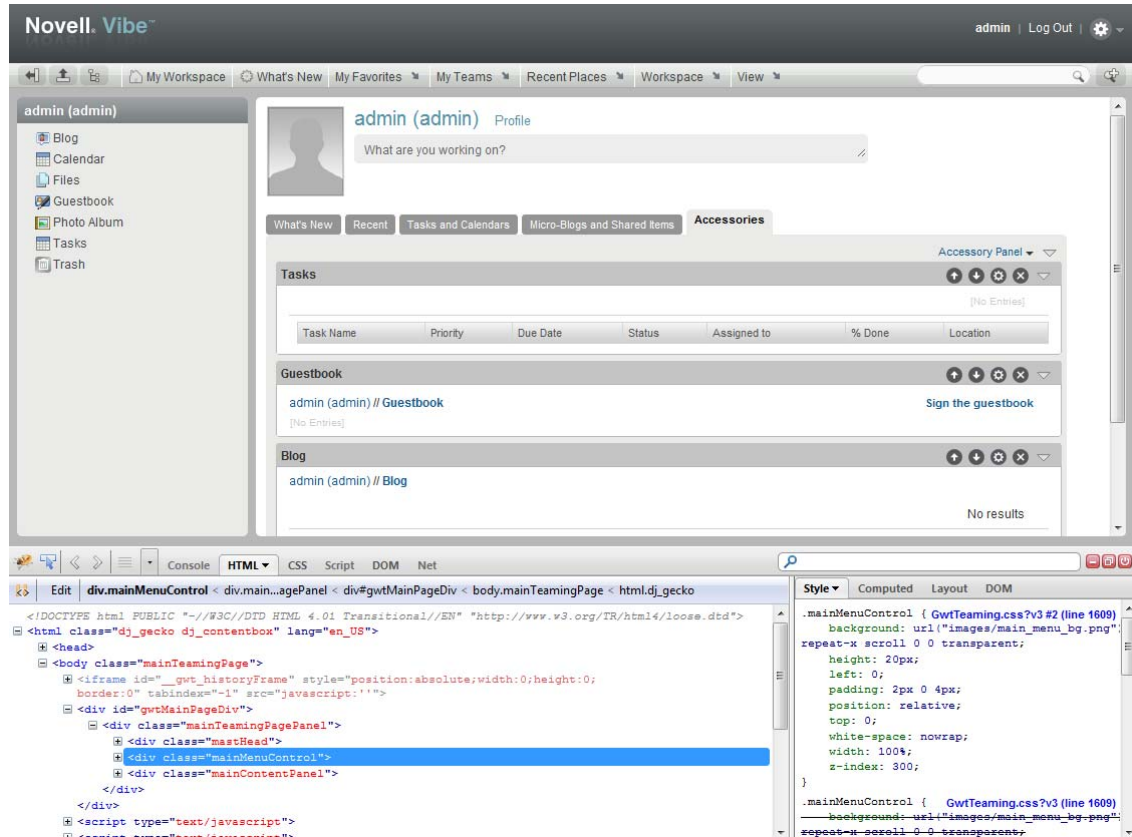 Novell. Vibe™
admin | Log Out |
My Workspace What's New My Favorites My Teams Recent Places Workspace View
admin (admin)
Blog
Calendar
Files
Guestbook
Photo Album
Tasks
Trash
admin (admin) Profile
What are you working on?
What's New Recent Tasks and Calendars Micro-Blogs and Shared Items Accessories
Accessory Panel
Tasks
[No Entries]
Task Name Priority Due Date Status Assigned to % Done Location
Guestbook
admin (admin) // Guestbook Sign the guestbook
[No Entries]
Blog
admin (admin) // Blog
No results
Console HTML CSS Script DOM Net
Edit div.mainMenuControl < div.main...agePanel < div#gwtMainPageDiv < body.mainTeamingPage < html.dj_gecko
<!DOCTYPE html PUBLIC "-//W3C//DTD HTML 4.01 Transitional//EN" "http://www.w3.org/TR/html4/loose.dtd">
<html class="dj_gecko dj_contentbox" lang="en_US">
<head>
<body class="mainTeamingPage">
<iframe id="__gwt_historyFrame" style="position:absolute;width:0;height:0;
border:0" tabindex="-1" src="javascript:''">
<div id="gwtMainPageDiv">
<div class="mainTeamingPagePanel">
<div class="mastHead">
<div class="mainMenuControl">
<div class="mainContentPanel">
</div>
</div>
<script type="text/javascript">
<script type="text/javascript">
Style Computed Layout DOM
.mainMenuControl { GwtTeaming.css?v3 #2 (line 1609)
background: url("images/main_menu_bg.png")
repeat-x scroll 0 0 transparent;
height: 20px;
left: 0;
padding: 2px 0 4px;
position: relative;
top: 0;
white-space: nowrap;
width: 100%;
z-index: 300;
}
.mainMenuControl { GwtTeaming.css?v3 (line 1609)
background: url("images/main_menu_bg.png")
repeat-x scroll 0 0 transparent;